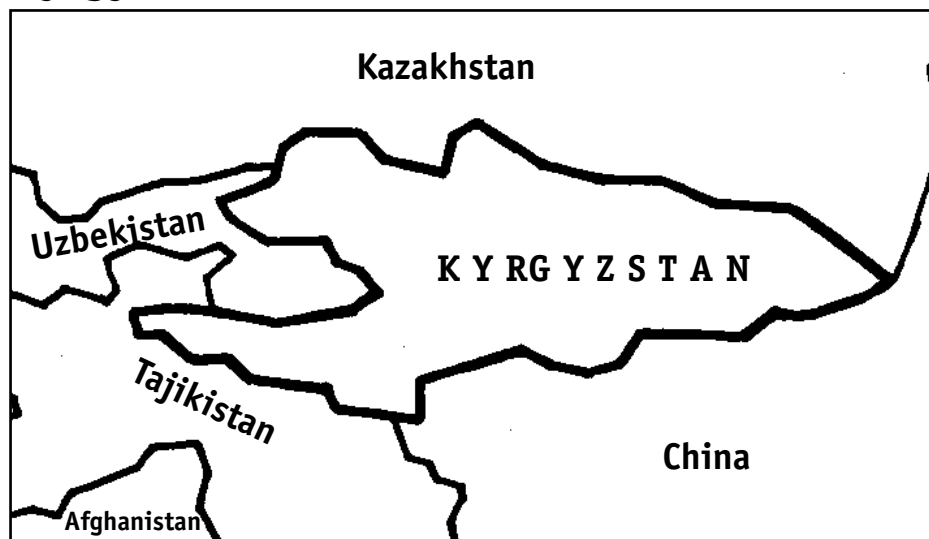 Kazakhstan
Uzbekistan
K Y RG Y Z S T A N
Tajikistan
China
Afghanistan